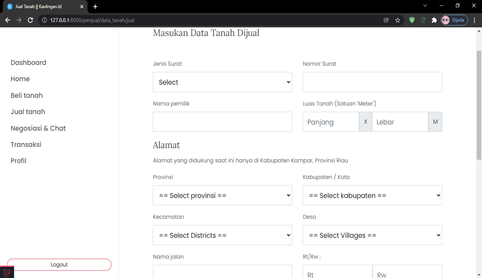 Jual Tanah || Kavlingan.id
127.0.0.1:8000/penjual/data_tanah/jual
Dijeda
Dashboard
Home
Beli tanah
Jual tanah
Negosiasi & Chat
Transaksi
Profil
Logout
Masukan Data Tanah Dijual
Jenis Surat
Nomor Surat
Select
Nama pemilik
Luas Tanah (Satuan 'Meter')
Panjang X Lebar M
Alamat
Alamat yang didukung saat ini hanya di Kabupaten Kampar, Provinsi Riau
Provinsi
Kabupaten / Kota
== Select provinsi ==
== Select kabupaten ==
Kecamatan
Desa
== Select Districts ==
== Select Villages ==
Nama jalan
Rt/Rw :
Rt
Rw